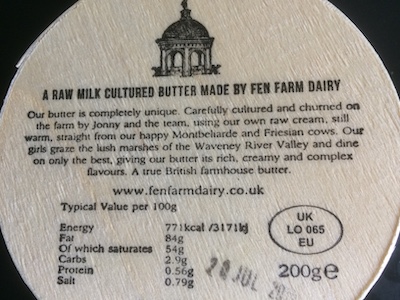 A RAW MILK CULTURED BUTTER MADE BY FEN FARM DAIRY
Our butter is completely unique. Carefully cultured and churned on
the farm by Jonny and the team, using our own raw cream, still
warm, straight from our happy Montbeliarde and Friesian cows. Our
girls graze the lush marshes of the Waveney River Valley and dine
on only the best, giving our butter its rich, creamy and complex
flavours. A true British farmhouse butter.
www.fenfarmdairy.co.uk
Typical Value per 100g
Energy 771kcal /3171kj
Fat 84g
Of which saturates 54g
Carbs 2.9g
Protein 0.56g
Salt 0.79g
UK
LO 065
EU
JUL
200g℮